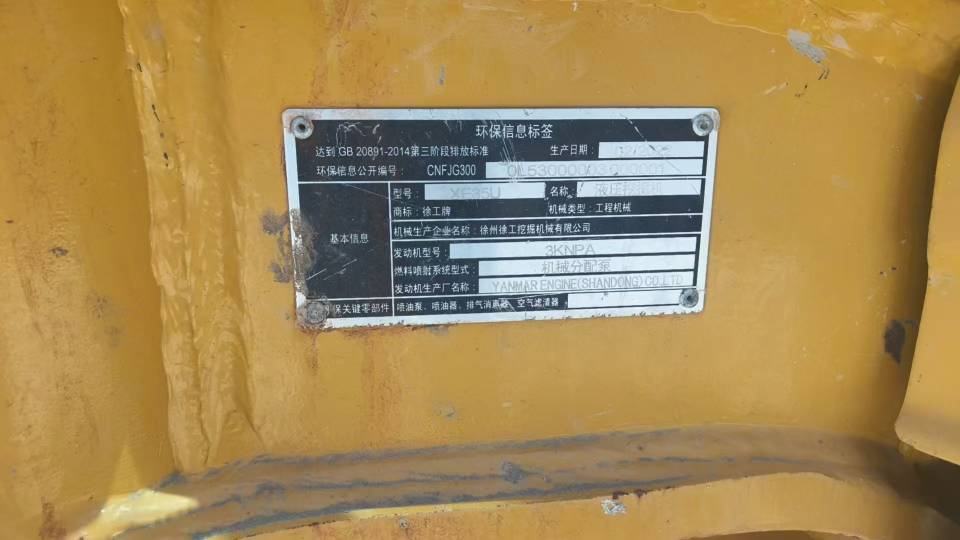 环保信息标签
达到 GB 20891-2014第三阶段排放标准 生产日期:
环保信息公开编号: CNFJG300
基本信息
型号: XE35U 名称: 液压挖掘机
商标: 徐工牌 机械类型: 工程机械
机械生产企业名称: 徐州徐工挖掘机械有限公司
发动机型号: 3KNPA
燃料喷射系统型式: 机械分配泵
发动机生产厂名称: YANMAR ENGINE(SHANDONG)CO.,LTD
保关键零部件 喷油泵、喷油器、排气消声器、空气滤清器